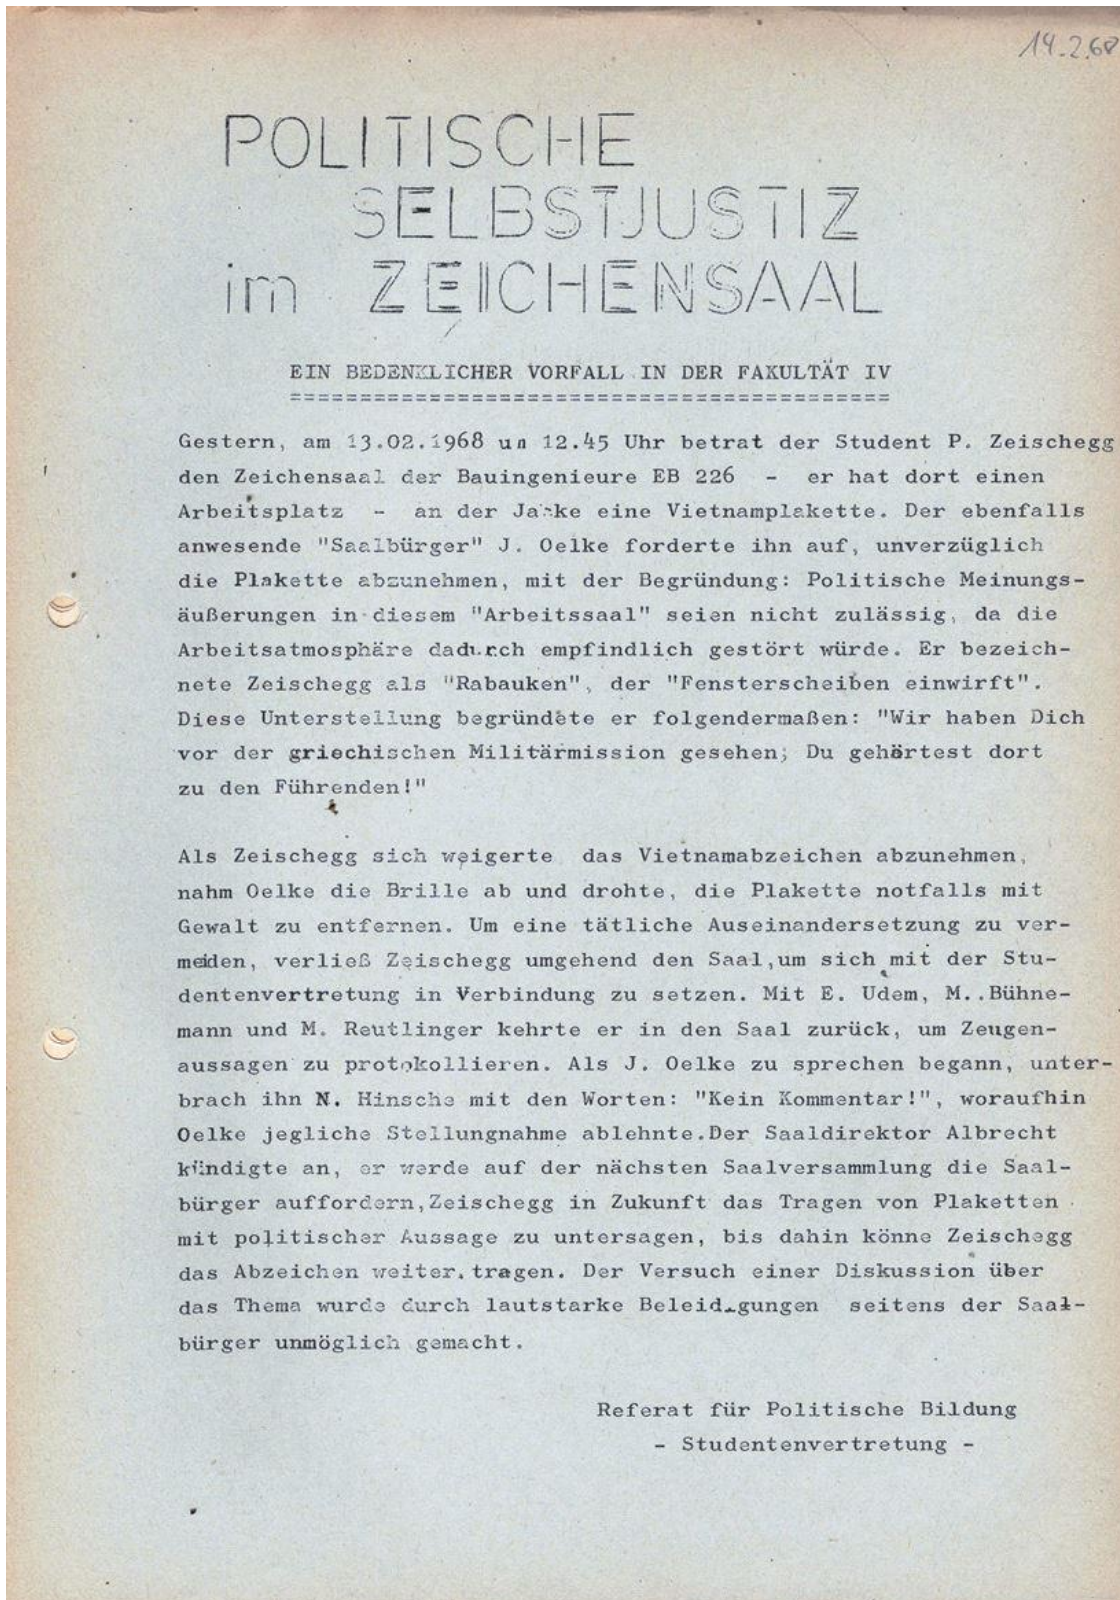 14.2.68
POLITISCHE
SELBSTJUSTIZ
im ZEICHENSAAL
EIN BEDENKLICHER VORFALL IN DER FAKULTÄT IV
===========================================
Gestern, am 13.02.1968 um 12.45 Uhr betrat der Student P. Zeischegg
den Zeichensaal der Bauingenieure EB 226 - er hat dort einen
Arbeitsplatz - an der Jacke eine Vietnamplakette. Der ebenfalls
anwesende "Saalbürger" J. Oelke forderte ihn auf, unverzüglich
die Plakette abzunehmen, mit der Begründung: Politische Meinungs-
äußerungen in diesem "Arbeitssaal" seien nicht zulässig, da die
Arbeitsatmosphäre dadurch empfindlich gestört würde. Er bezeich-
nete Zeischegg als "Rabauken", der "Fensterscheiben einwirft".
Diese Unterstellung begründete er folgendermaßen: "Wir haben Dich
vor der griechischen Militärmission gesehen; Du gehörtest dort
zu den Führenden!"
Als Zeischegg sich weigerte das Vietnamabzeichen abzunehmen,
nahm Oelke die Brille ab und drohte, die Plakette notfalls mit
Gewalt zu entfernen. Um eine tätliche Auseinandersetzung zu ver-
meiden, verließ Zeischegg umgehend den Saal,um sich mit der Stu-
dentenvertretung in Verbindung zu setzen. Mit E. Udem, M. Bühne-
mann und M. Reutlinger kehrte er in den Saal zurück, um Zeugen-
aussagen zu protokollieren. Als J. Oelke zu sprechen begann, unter-
brach ihn N. Hinsche mit den Worten: "Kein Kommentar!", woraufhin
Oelke jegliche Stellungnahme ablehnte.Der Saaldirektor Albrecht
kündigte an, er werde auf der nächsten Saalversammlung die Saal-
bürger auffordern,Zeischegg in Zukunft das Tragen von Plaketten
mit politischer Aussage zu untersagen, bis dahin könne Zeischegg
das Abzeichen weiter tragen. Der Versuch einer Diskussion über
das Thema wurde durch lautstarke Beleidigungen seitens der Saal-
bürger unmöglich gemacht.
Referat für Politische Bildung
- Studentenvertretung -